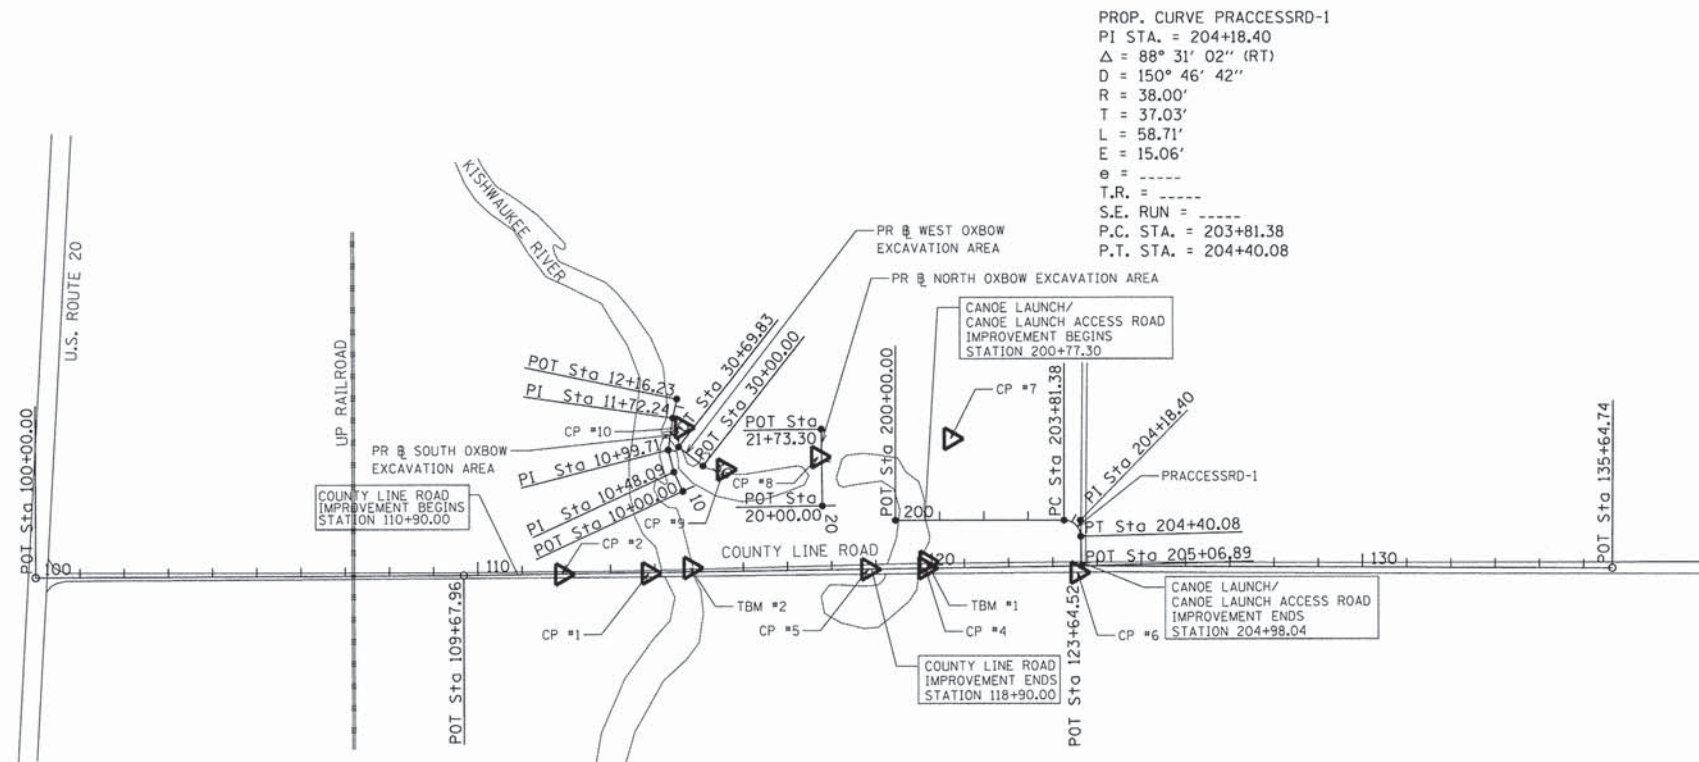 PROP. CURVE PRACCESSRD-1
PI STA. = 204+18.40
Δ = 88° 31' 02'' (RT)
D = 150° 46' 42''
R = 38.00'
T = 37.03'
L = 58.71'
E = 15.06'
e = _____
T.R. = _____
S.E. RUN = _____
P.C. STA. = 203+81.38
P.T. STA. = 204+40.08
U.S. ROUTE 20
UP RAILROAD
KISHWAUKEE RIVER
PR ℄ WEST OXBOW
EXCAVATION AREA
PR ℄ NORTH OXBOW EXCAVATION AREA
CANOE LAUNCH/
CANOE LAUNCH ACCESS ROAD
IMPROVEMENT BEGINS
STATION 200+77.30
POT Sta 30+69.83
POT Sta 30+00.00
POT Sta 12+16.23
PI Sta 11+72.24
CP #10
PR ℄ SOUTH OXBOW
EXCAVATION AREA
PI Sta 10+99.71
PI Sta 10+48.09
POT Sta 10+00.00
10
CP #9
CP #8
POT Sta
21+73.30
POT Sta
20+00.00
20
POT Sta 200+00.00
200
CP #7
PC Sta 203+81.38
PI Sta 204+18.40
PRACCESSRD-1
PT Sta 204+40.08
POT Sta 205+06.89
POT Sta 135+64.74
POT Sta 100+00.00
100
COUNTY LINE ROAD
IMPROVEMENT BEGINS
STATION 110+90.00
CP #2
110
COUNTY LINE ROAD
120
130
POT Sta 109+67.96
CP #1
TBM #2
CP #5
TBM #1
CP #4
POT Sta 123+64.52
CP #6
CANOE LAUNCH/
CANOE LAUNCH ACCESS ROAD
IMPROVEMENT ENDS
STATION 204+98.04
COUNTY LINE ROAD
IMPROVEMENT ENDS
STATION 118+90.00